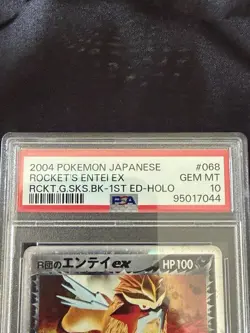 2004 POKEMON JAPANESE #068
ROCKET'S ENTEI EX GEM MT
RCKT.G.SKS.BK-1ST ED-HOLO 10
PSA 95017044
R団のエンテイex HP100